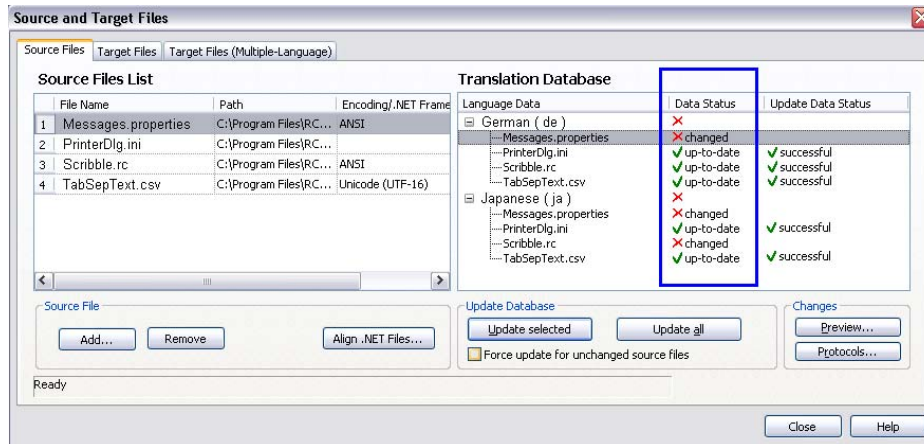 Source and Target Files
Source Files Target Files Target Files (Multiple-Language)
Source Files List
File Name Path Encoding/.NET Frame
1 Messages.properties C:\Program Files\RC... ANSI
2 PrinterDlg.ini C:\Program Files\RC...
3 Scribble.rc C:\Program Files\RC... ANSI
4 TabSepText.csv C:\Program Files\RC... Unicode (UTF-16)
Translation Database
Language Data Data Status Update Data Status
German ( de )
Messages.properties changed
PrinterDlg.ini up-to-date successful
Scribble.rc up-to-date successful
TabSepText.csv up-to-date successful
Japanese ( ja )
Messages.properties changed
PrinterDlg.ini up-to-date successful
Scribble.rc changed
TabSepText.csv up-to-date successful
Source File
Add... Remove Align .NET Files...
Update Database
Update selected Update all
Force update for unchanged source files
Changes
Preview...
Protocols...
Ready
Close Help